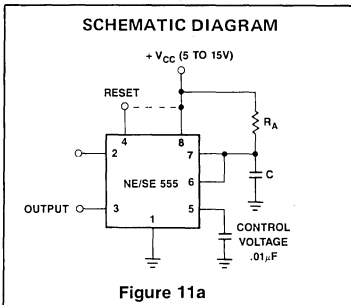 SCHEMATIC DIAGRAM
+ VCC (5 TO 15V)
RESET
RA
4
8
2
7
NE/SE 555
6
C
OUTPUT
3
5
1
CONTROL
VOLTAGE
.01μF
Figure 11a